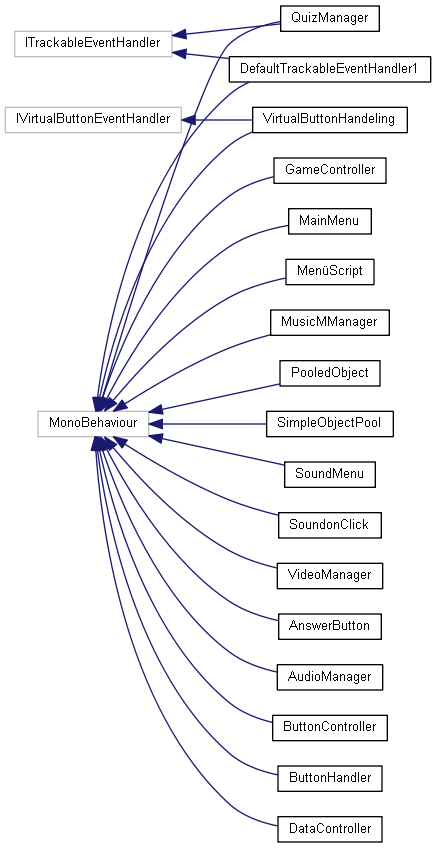 QuizManager
ITrackableEventHandler
DefaultTrackableEventHandler1
IVirtualButtonEventHandler
VirtualButtonHandeling
GameController
MainMenu
MenüScript
MusicMManager
PooledObject
MonoBehaviour
SimpleObjectPool
SoundMenu
SoundonClick
VideoManager
AnswerButton
AudioManager
ButtonController
ButtonHandler
DataController